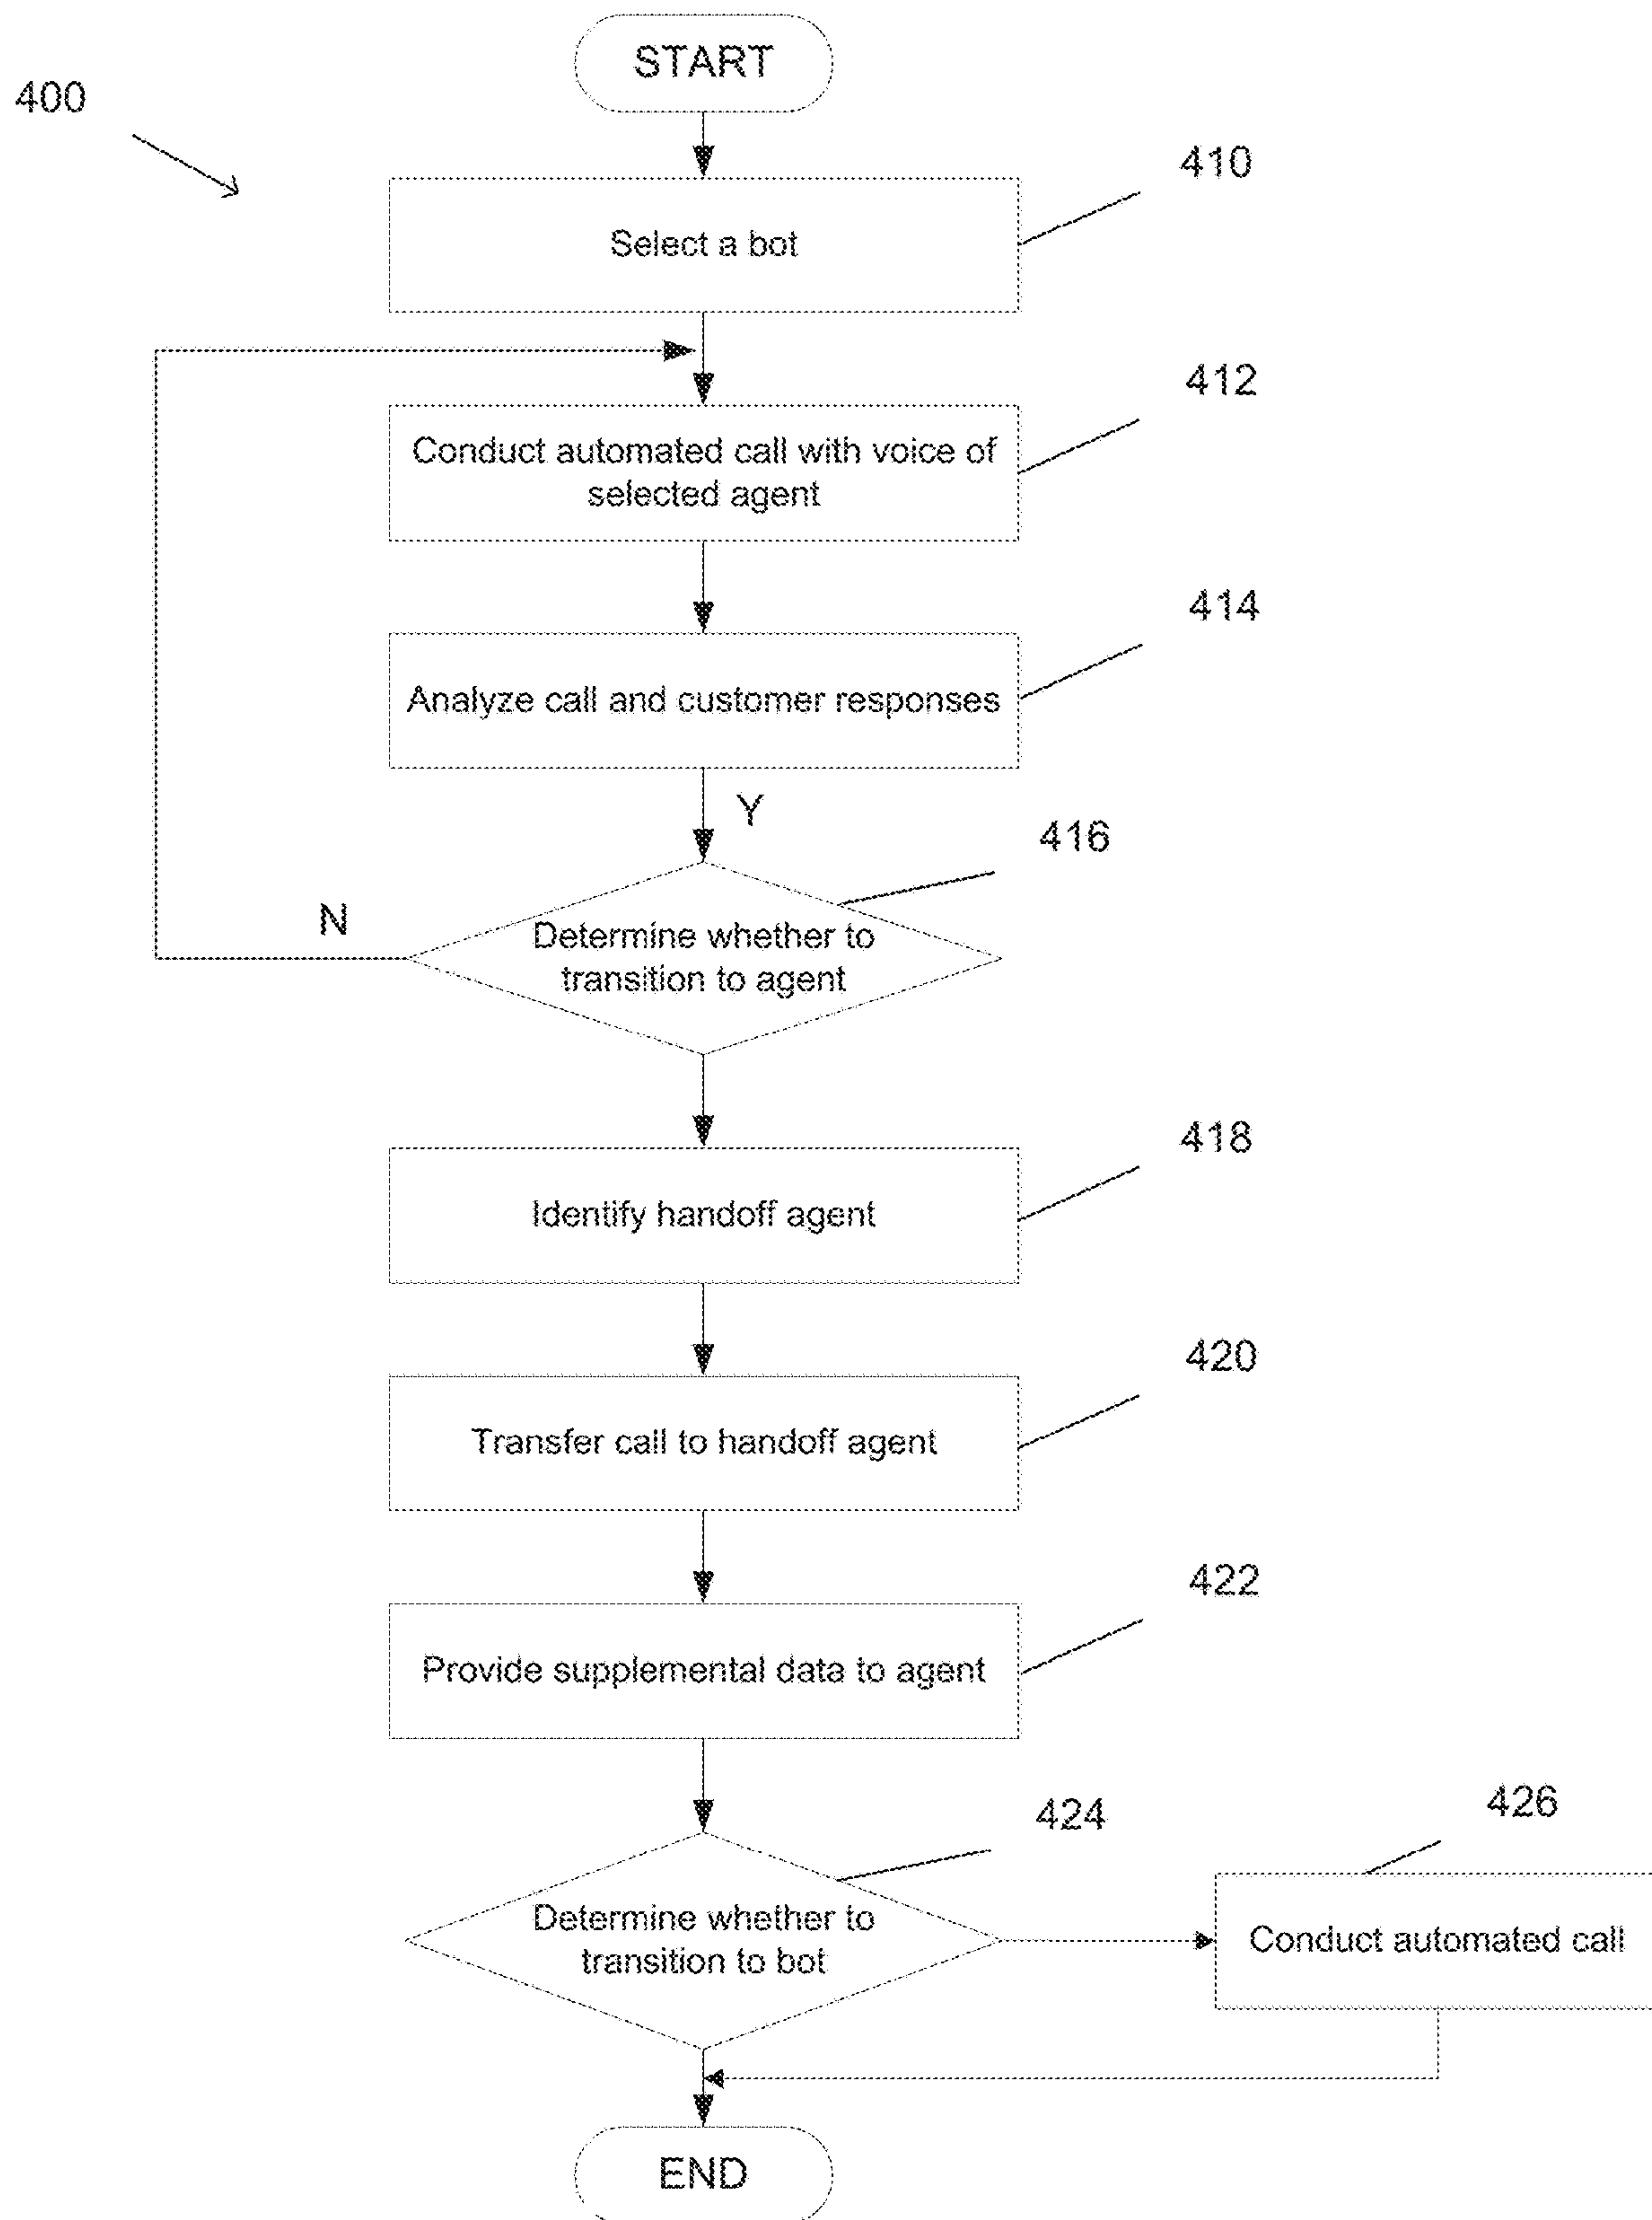 START
400
410
Select a bot
412
Conduct automated call with voice of
selected agent
414
Analyze call and customer responses
Y
416
N
Determine whether to
transition to agent
418
Identify handoff agent
420
Transfer call to handoff agent
422
Provide supplemental data to agent
424
426
Determine whether to
transition to bot
Conduct automated call
END